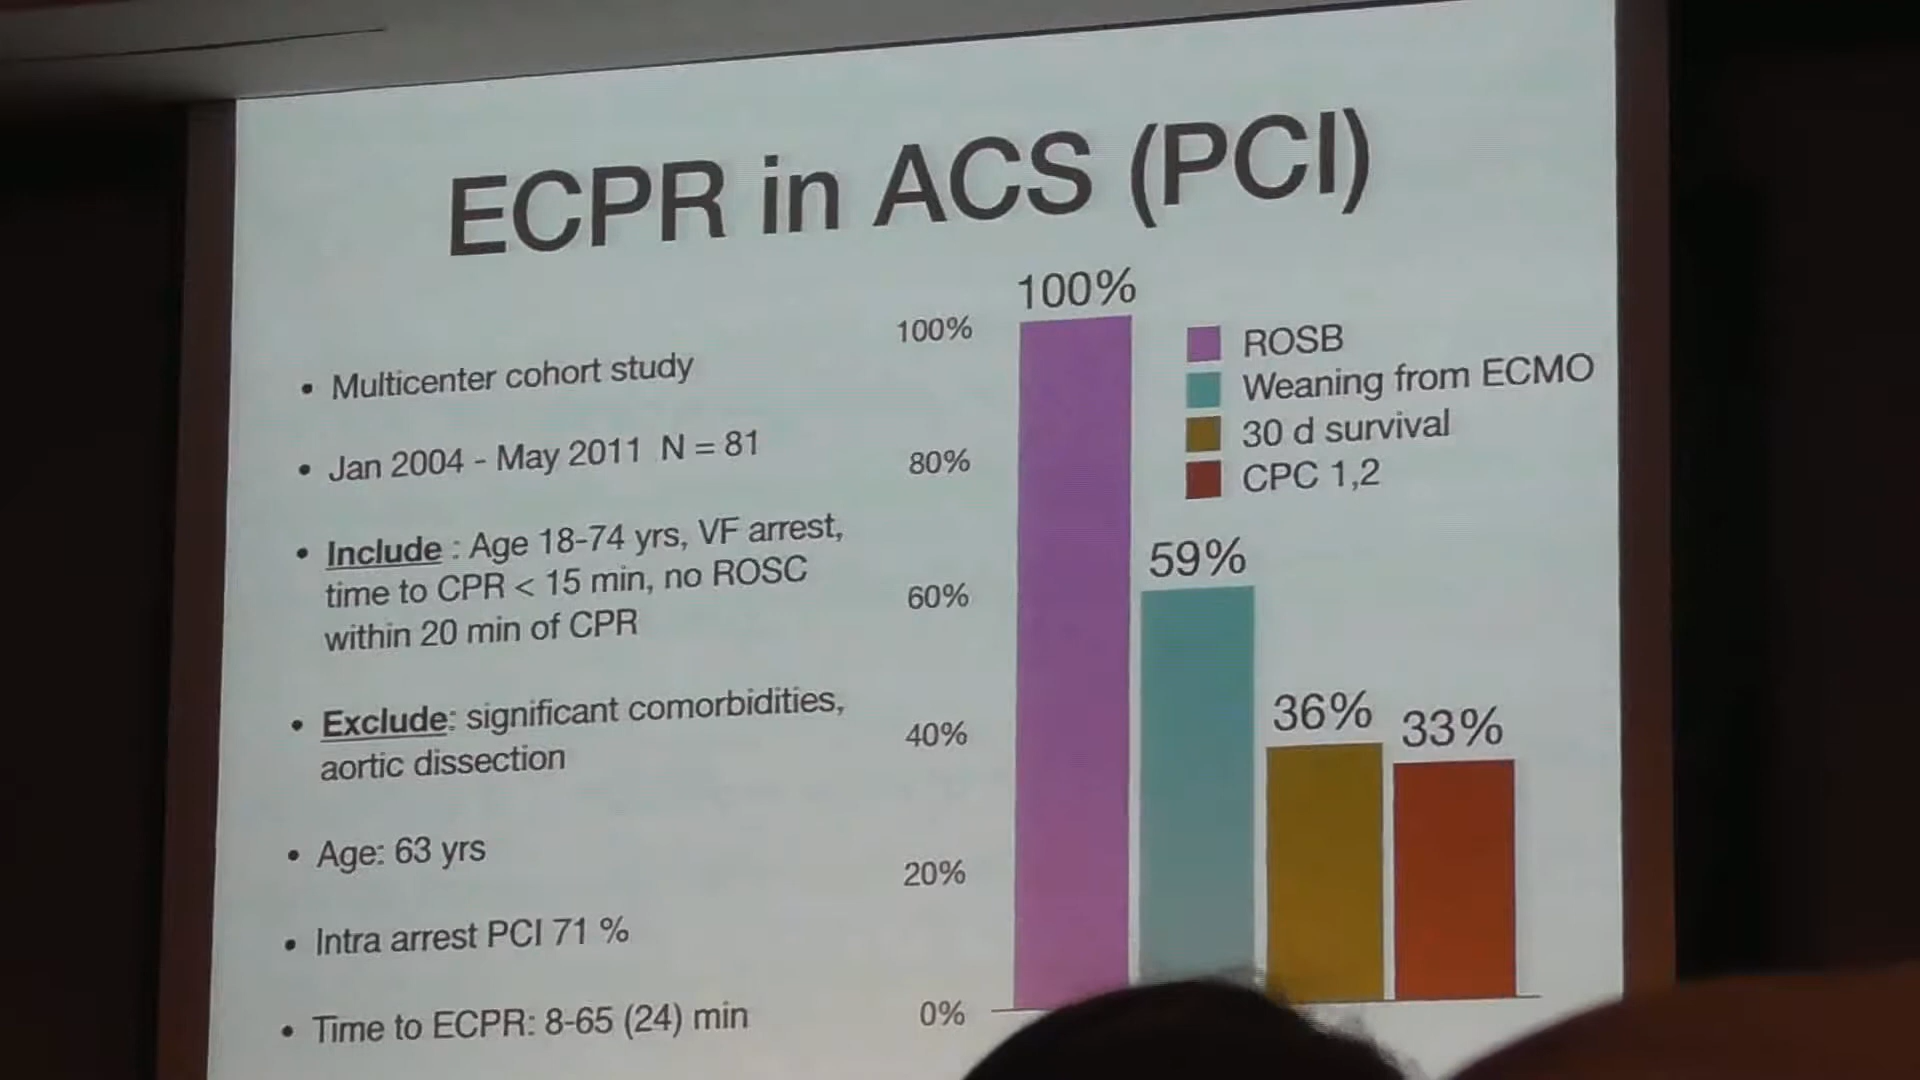 ECPR in ACS (PCI)
• Multicenter cohort study
• Jan 2004 - May 2011 N = 81
• Include : Age 18-74 yrs, VF arrest,
time to CPR < 15 min, no ROSC
within 20 min of CPR
• Exclude: significant comorbidities,
aortic dissection
• Age: 63 yrs
• Intra arrest PCI 71 %
• Time to ECPR: 8-65 (24) min
100%
80%
60%
40%
20%
0%
100%
59%
36%
33%
ROSB
Weaning from ECMO
30 d survival
CPC 1,2